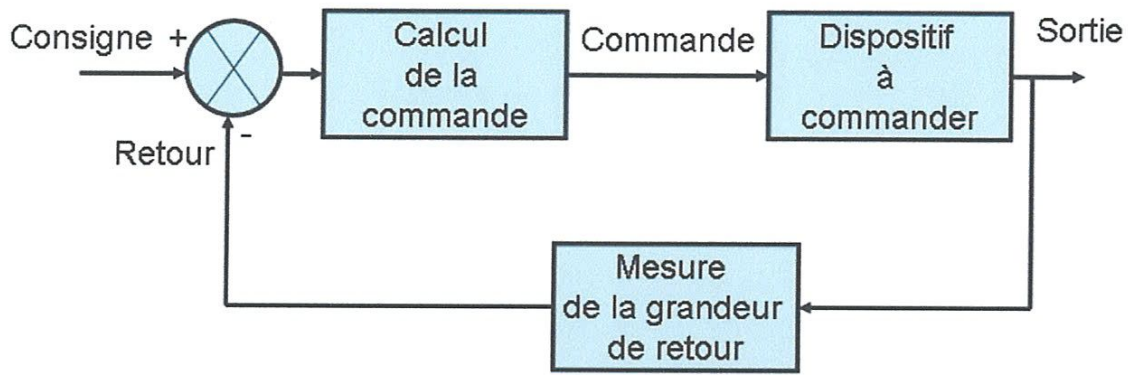 Consigne +
Calcul
de la
commande
Commande
Dispositif
à
commander
Sortie
Retour
-
Mesure
de la grandeur
de retour